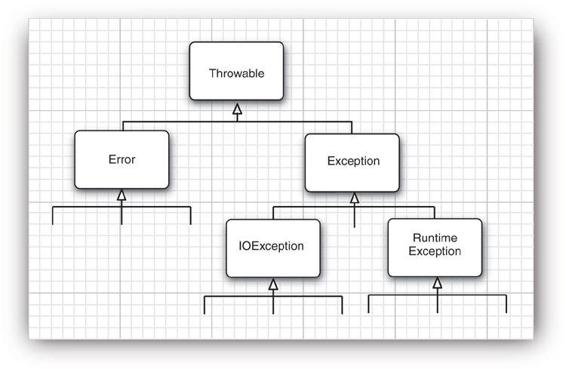 Throwable
Error
Exception
IOException
Runtime
Exception